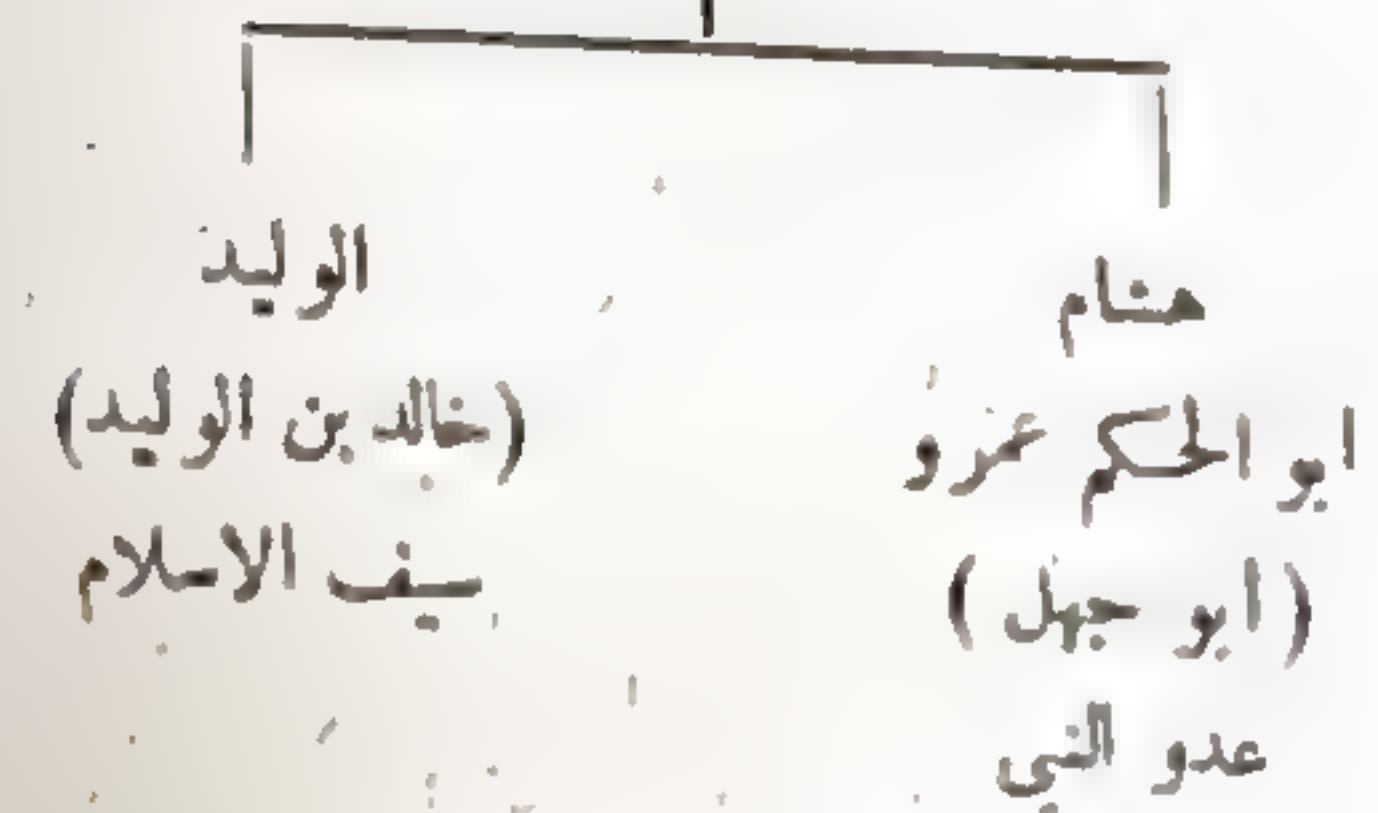 هشام
ابو الحكم عمرو
(ابو جهل)
عدو النبي
الوليد
(خالد بن الوليد)
سيف الاسلام